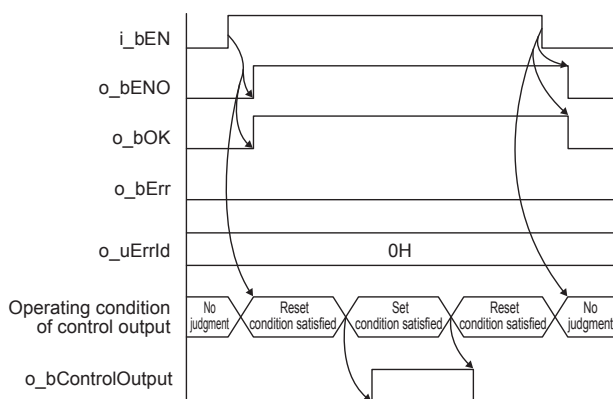 i_bEN
o_bENO
o_bOK
o_bErr
o_uErrId
0H
Operating condition
of control output
No
judgment
Reset
condition satisfied
Set
condition satisfied
Reset
condition satisfied
No
judgment
o_bControlOutput